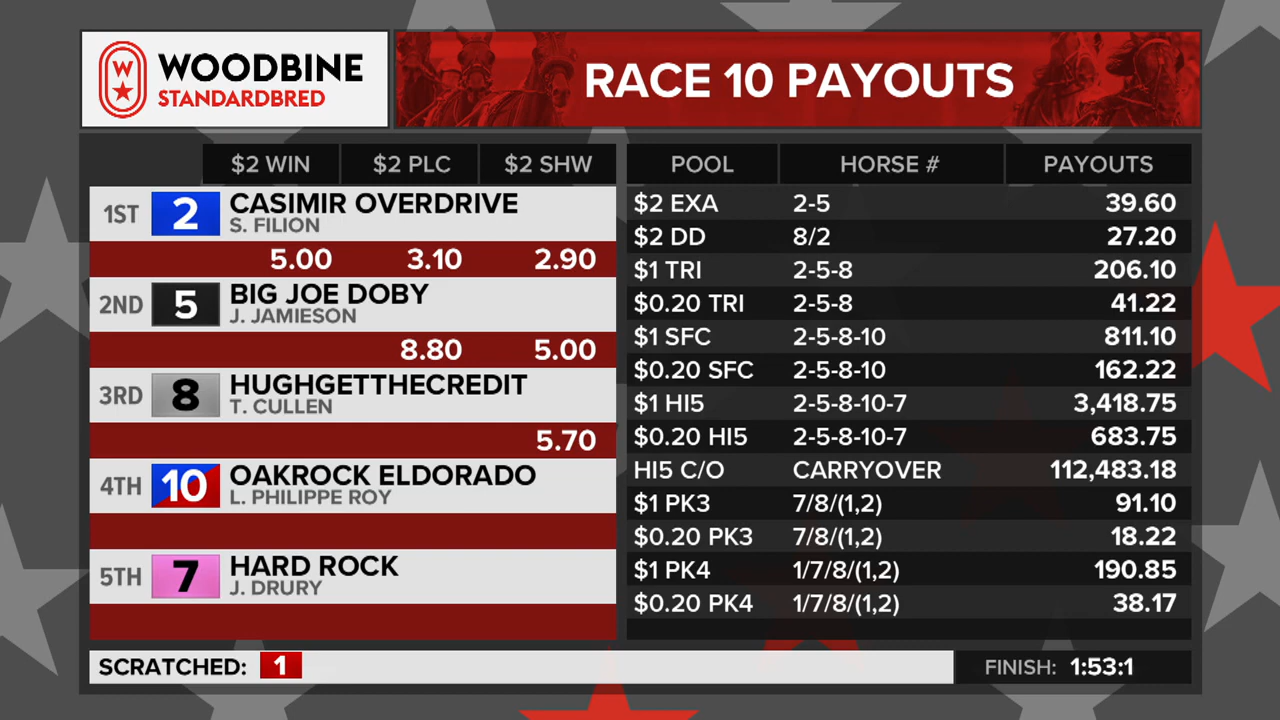 W
WOODBINE
STANDARDBRED
RACE 10 PAYOUTS
$2 WIN $2 PLC $2 SHW
1ST 2 CASIMIR OVERDRIVE
S. FILION
5.00 3.10 2.90
2ND 5 BIG JOE DOBY
J. JAMIESON
8.80 5.00
3RD 8 HUGHGETTHECREDIT
T. CULLEN
5.70
4TH 10 OAKROCK ELDORADO
L. PHILIPPE ROY
5TH 7 HARD ROCK
J. DRURY
POOL HORSE # PAYOUTS
$2 EXA 2-5 39.60
$2 DD 8/2 27.20
$1 TRI 2-5-8 206.10
$0.20 TRI 2-5-8 41.22
$1 SFC 2-5-8-10 811.10
$0.20 SFC 2-5-8-10 162.22
$1 HI5 2-5-8-10-7 3,418.75
$0.20 HI5 2-5-8-10-7 683.75
HI5 C/O CARRYOVER 112,483.18
$1 PK3 7/8/(1,2) 91.10
$0.20 PK3 7/8/(1,2) 18.22
$1 PK4 1/7/8/(1,2) 190.85
$0.20 PK4 1/7/8/(1,2) 38.17
SCRATCHED: 1
FINISH: 1:53:1